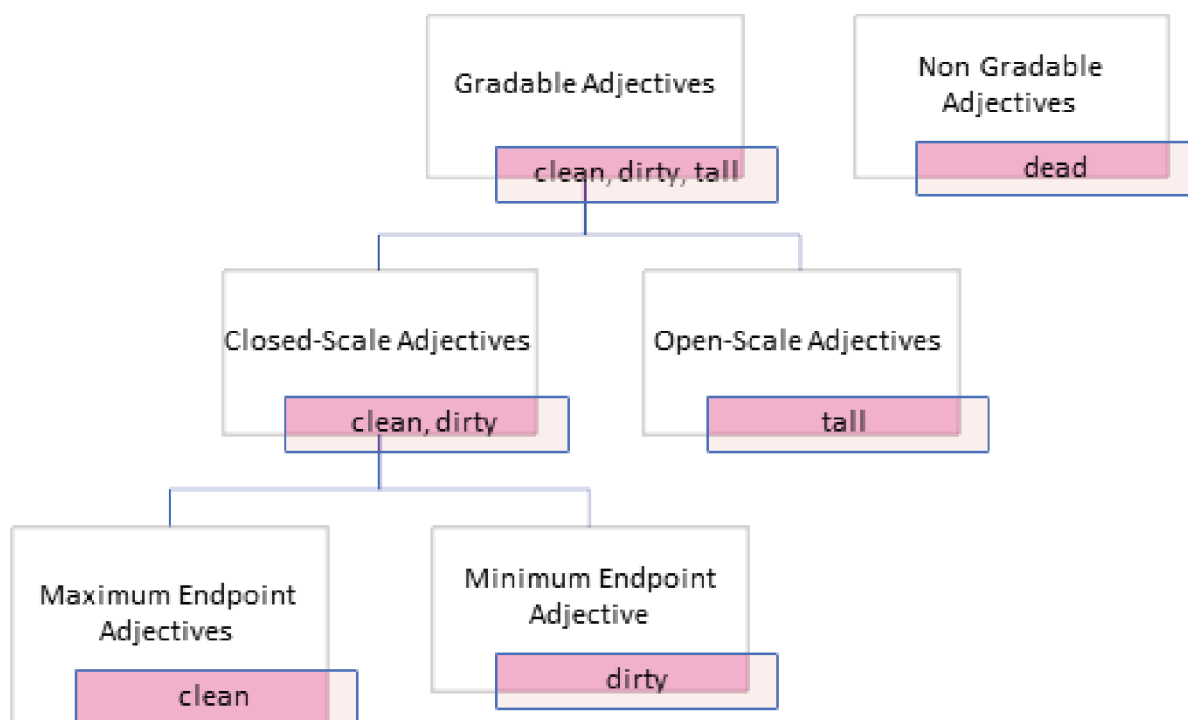 Gradable Adjectives
clean, dirty, tall
Non Gradable
Adjectives
dead
Closed-Scale Adjectives
clean, dirty
Open-Scale Adjectives
tall
Maximum Endpoint
Adjectives
clean
Minimum Endpoint
Adjective
dirty